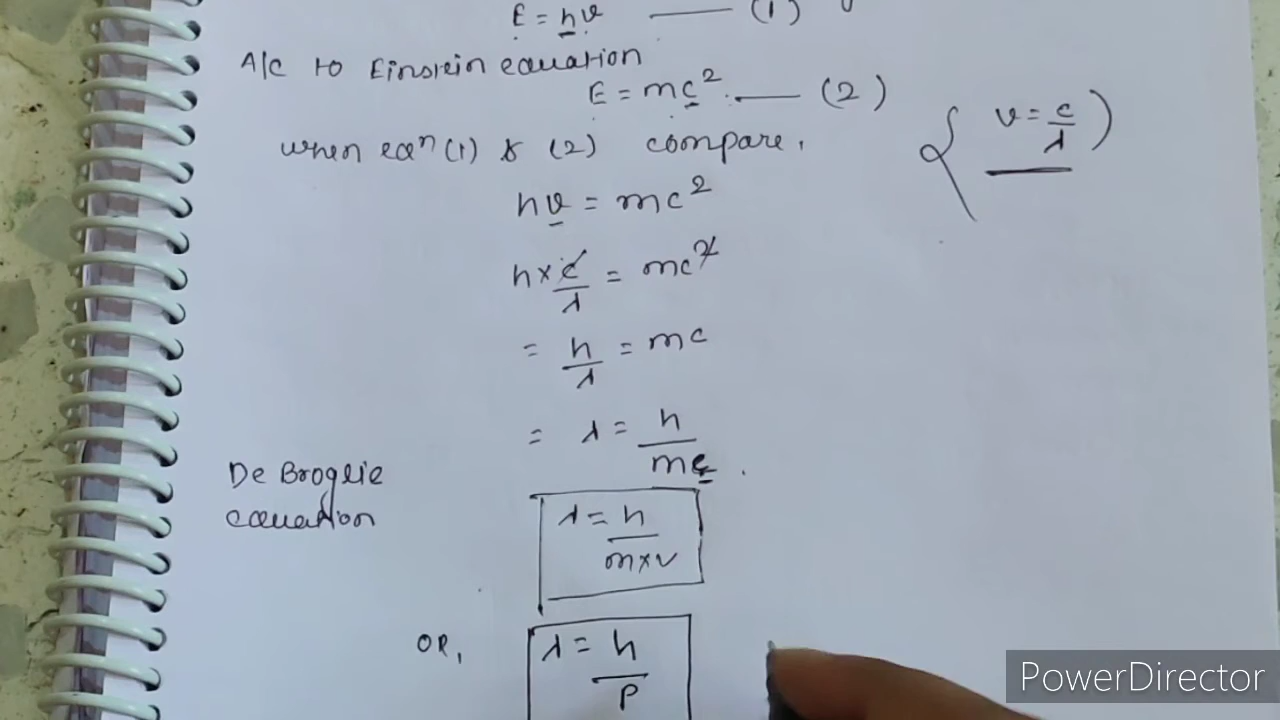 E = hν —— (1)
A/c to Einstein equation
E = mc². —— (2)
{ ν = c/λ )
when eqⁿ (1) & (2) compare.
hν = mc²
h × c/λ = mc²
= h/λ = mc
= λ = h/mc .
De Broglie
equation
λ = h/m×v
OR,
λ = h/p
PowerDirector